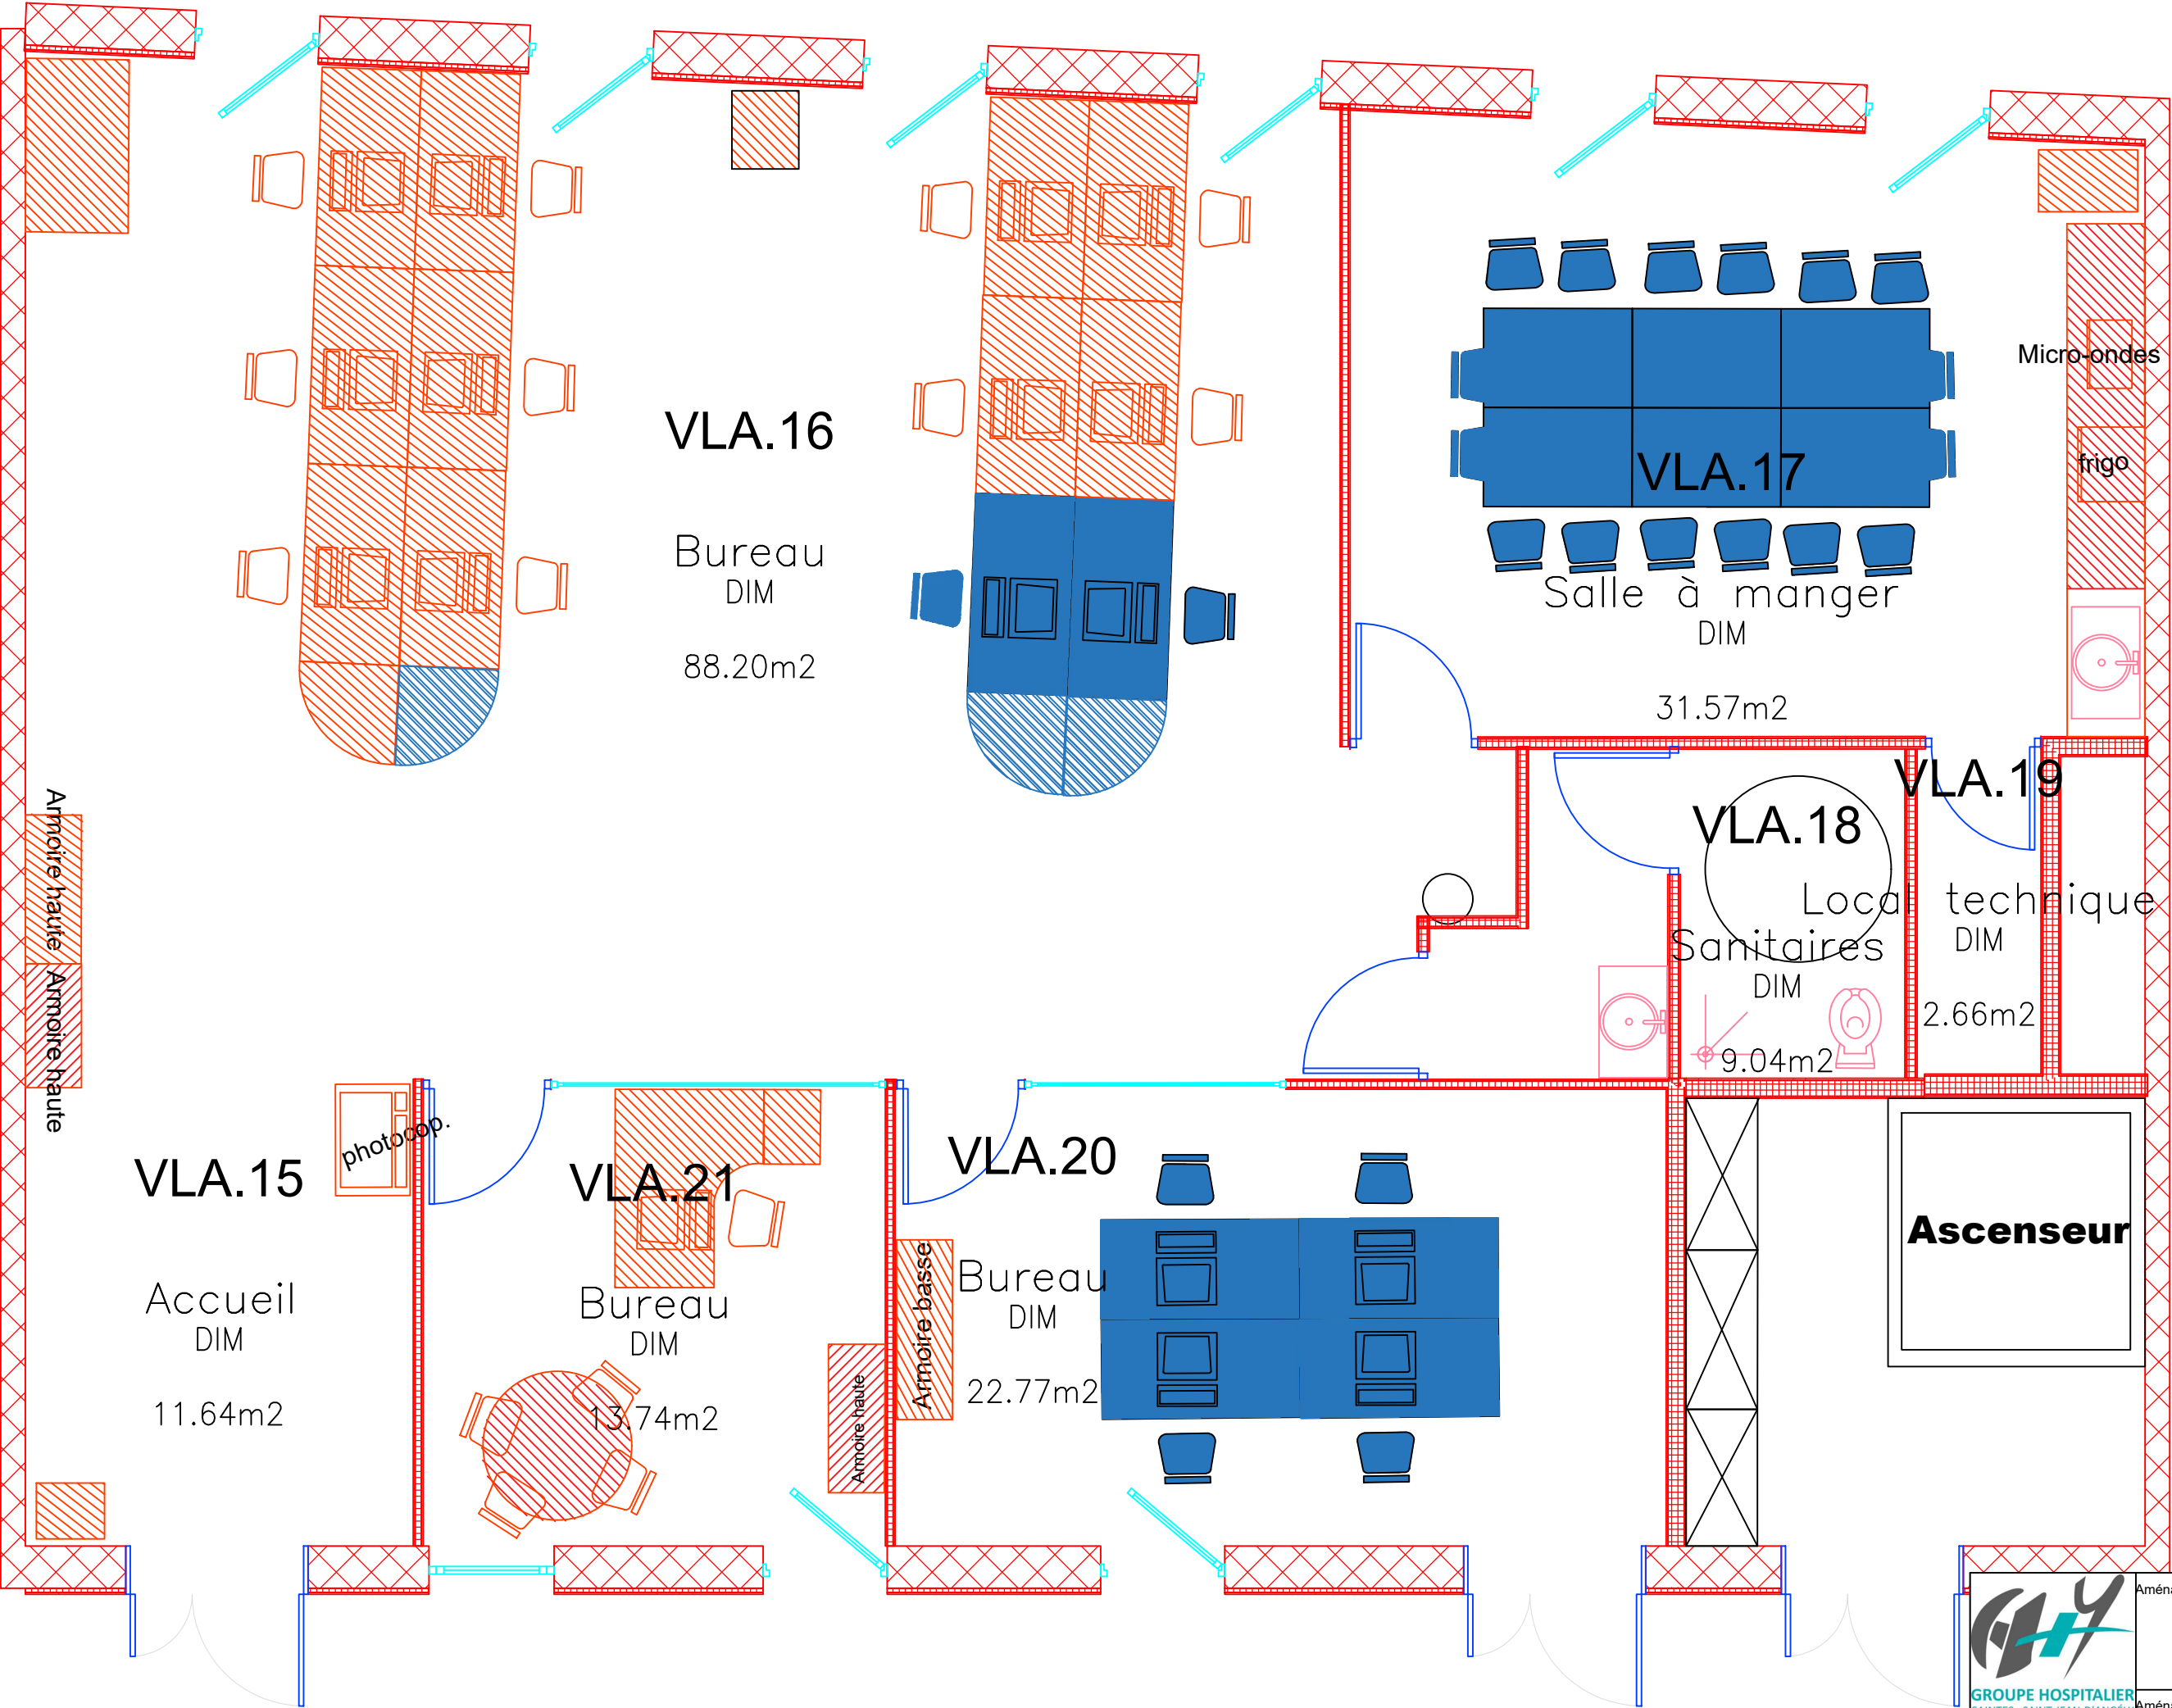 VLA.16
Bureau
DIM
88.20m2
VLA.17
Salle à manger
DIM
31.57m2
Micro-ondes
frigo
VLA.19
Local technique
DIM
2.66m2
VLA.18
Sanitaires
DIM
9.04m2
Armoire haute
Armoire haute
photocop.
VLA.15
Accueil
DIM
11.64m2
VLA.21
Bureau
DIM
13.74m2
Armoire haute
VLA.20
Armoire basse
Bureau
DIM
22.77m2
Ascenseur
GHY
GROUPE HOSPITALIER
Aména
Aména